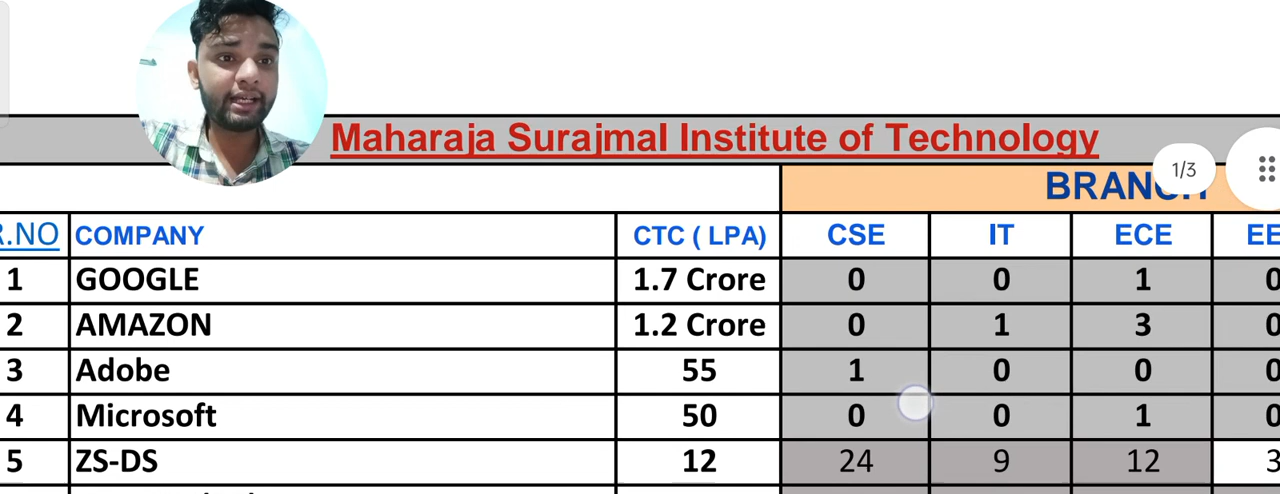 Maharaja Surajmal Institute of Technology
1/3
R.NO COMPANY CTC ( LPA) CSE IT ECE EE
1 GOOGLE 1.7 Crore 0 0 1 0
2 AMAZON 1.2 Crore 0 1 3 0
3 Adobe 55 1 0 0 0
4 Microsoft 50 0 0 1 0
5 ZS-DS 12 24 9 12 3